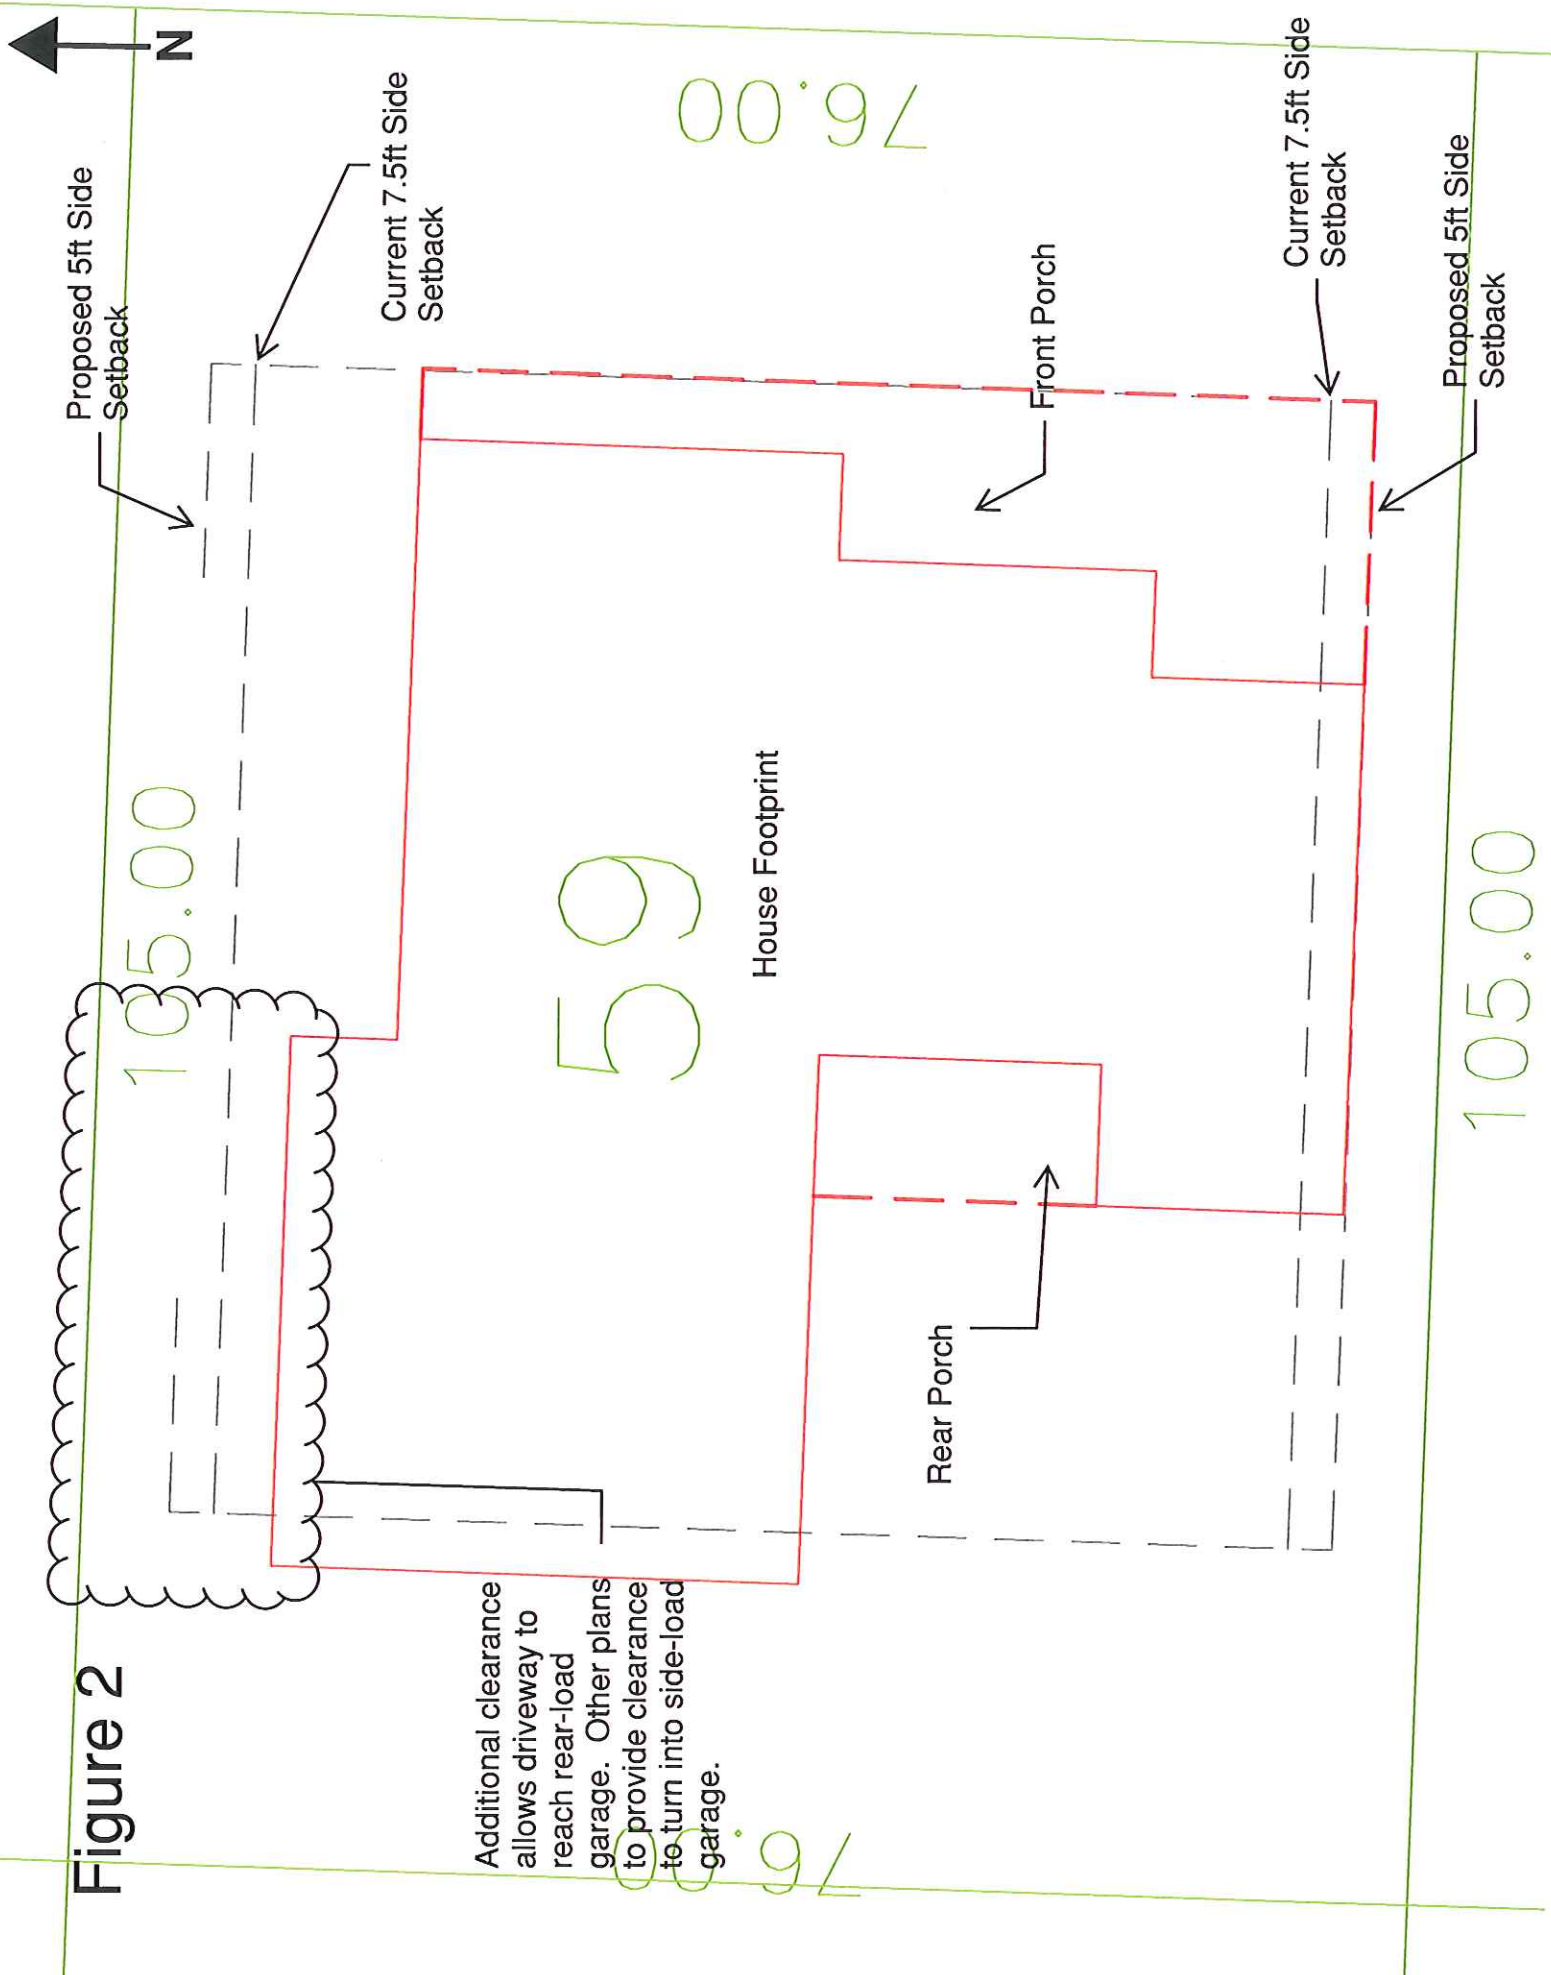 Figure 2
N
Proposed 5ft Side
Setback
Current 7.5ft Side
Setback
105.00
76.00
59
House Footprint
Front Porch
Additional clearance
allows driveway to
reach rear-load
garage. Other plans
to provide clearance
to turn into side-load
garage.
76.00
Rear Porch
Current 7.5ft Side
Setback
Proposed 5ft Side
Setback
105.00